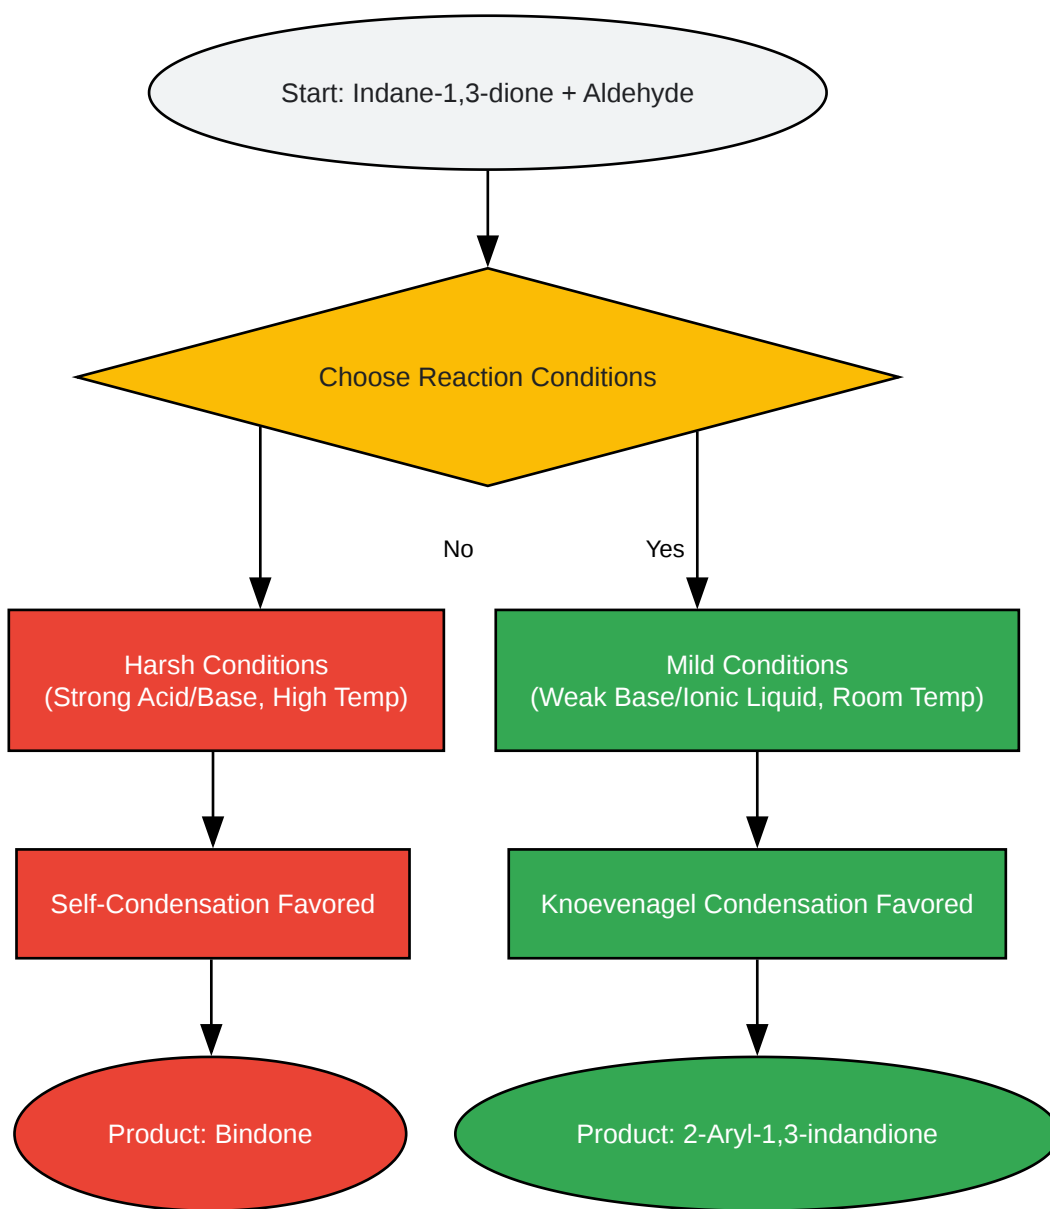 Start: Indane-1,3-dione + Aldehyde
Choose Reaction Conditions
No
Yes
Harsh Conditions
(Strong Acid/Base, High Temp)
Mild Conditions
(Weak Base/Ionic Liquid, Room Temp)
Self-Condensation Favored
Knoevenagel Condensation Favored
Product: Bindone
Product: 2-Aryl-1,3-indandione